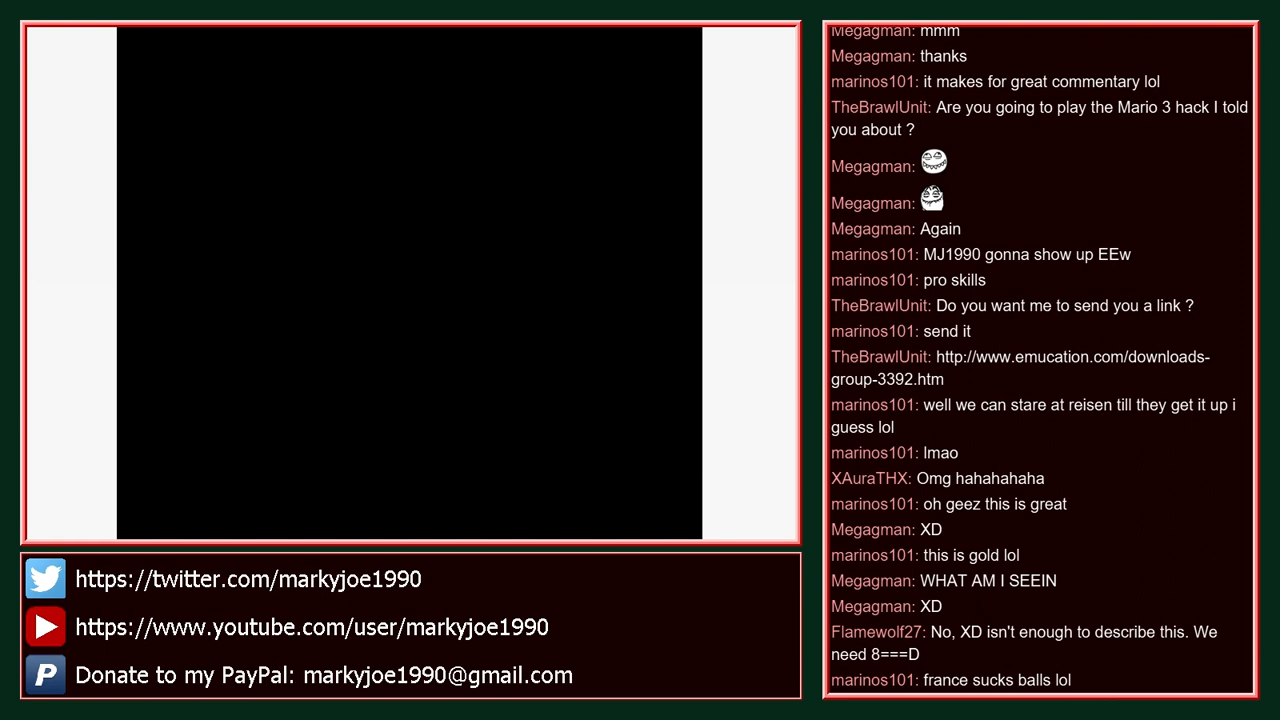 Megagman: mmm
Megagman: thanks
marinos101: it makes for great commentary lol
TheBrawlUnit: Are you going to play the Mario 3 hack I told
you about ?
Megagman:
Megagman:
Megagman: Again
marinos101: MJ1990 gonna show up EEw
marinos101: pro skills
TheBrawlUnit: Do you want me to send you a link ?
marinos101: send it
TheBrawlUnit: http://www.emucation.com/downloads-
group-3392.htm
marinos101: well we can stare at reisen till they get it up i
guess lol
marinos101: lmao
XAuraTHX: Omg hahahahaha
marinos101: oh geez this is great
Megagman: XD
marinos101: this is gold lol
Megagman: WHAT AM I SEEIN
Megagman: XD
Flamewolf27: No, XD isn't enough to describe this. We
need 8===D
marinos101: france sucks balls lol
https://twitter.com/markyjoe1990
https://www.youtube.com/user/markyjoe1990
P Donate to my PayPal: markyjoe1990@gmail.com